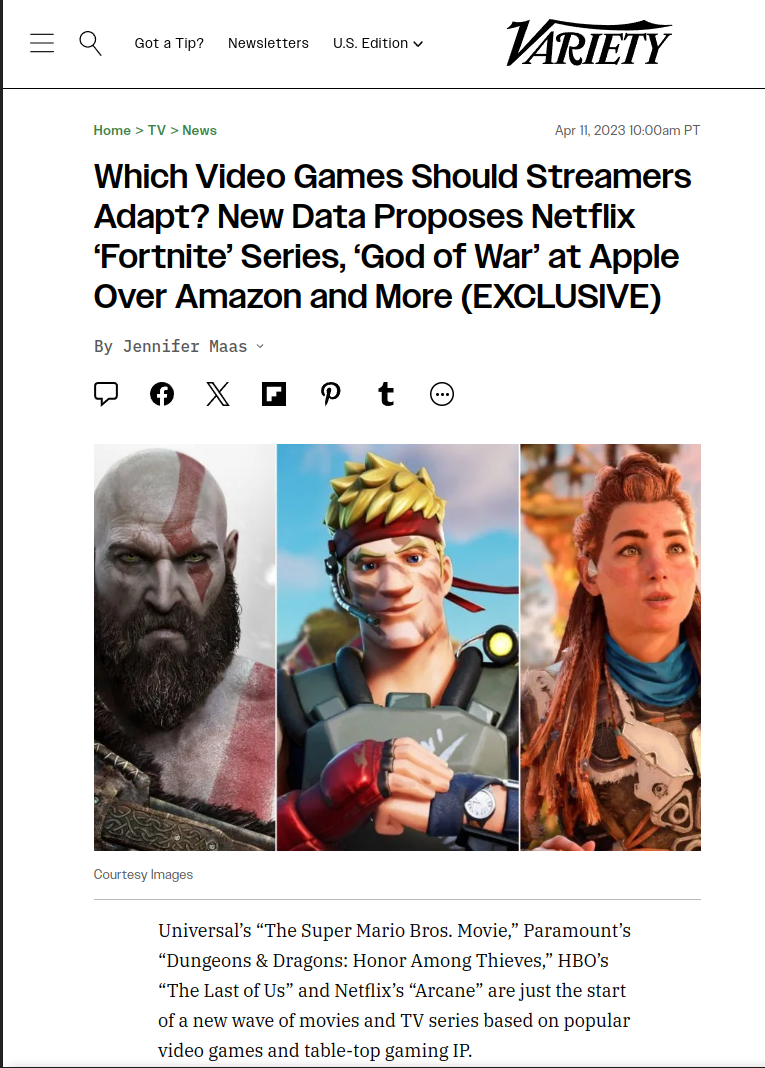 Got a Tip?
Newsletters
U.S. Edition
VARIETY
Home > TV > News
Apr 11, 2023 10:00am PT
Which Video Games Should Streamers
Adapt? New Data Proposes Netflix
‘Fortnite’ Series, ‘God of War’ at Apple
Over Amazon and More (EXCLUSIVE)
By Jennifer Maas
Courtesy Images
Universal’s “The Super Mario Bros. Movie,” Paramount’s
“Dungeons & Dragons: Honor Among Thieves,” HBO’s
“The Last of Us” and Netflix’s “Arcane” are just the start
of a new wave of movies and TV series based on popular
video games and table-top gaming IP.